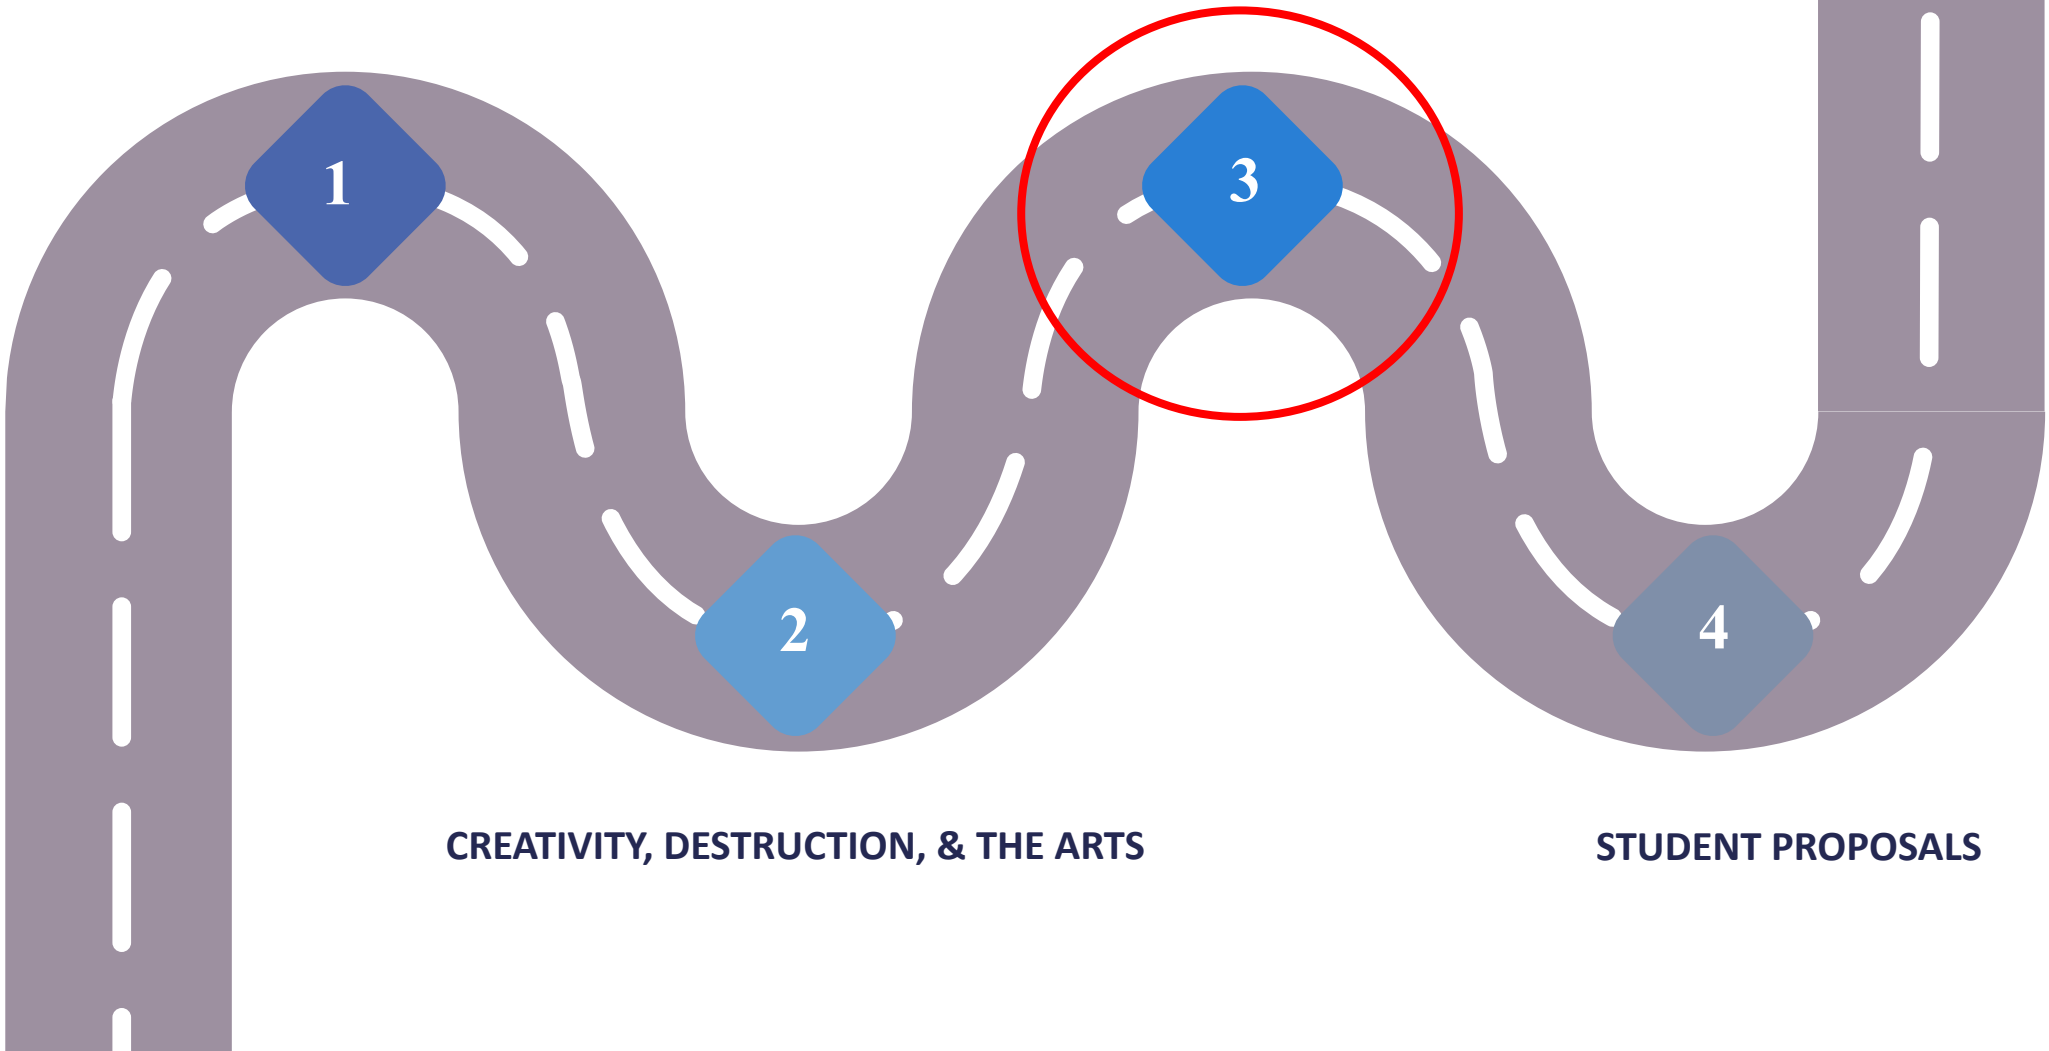 1
3
2
4
CREATIVITY, DESTRUCTION, & THE ARTS
STUDENT PROPOSALS